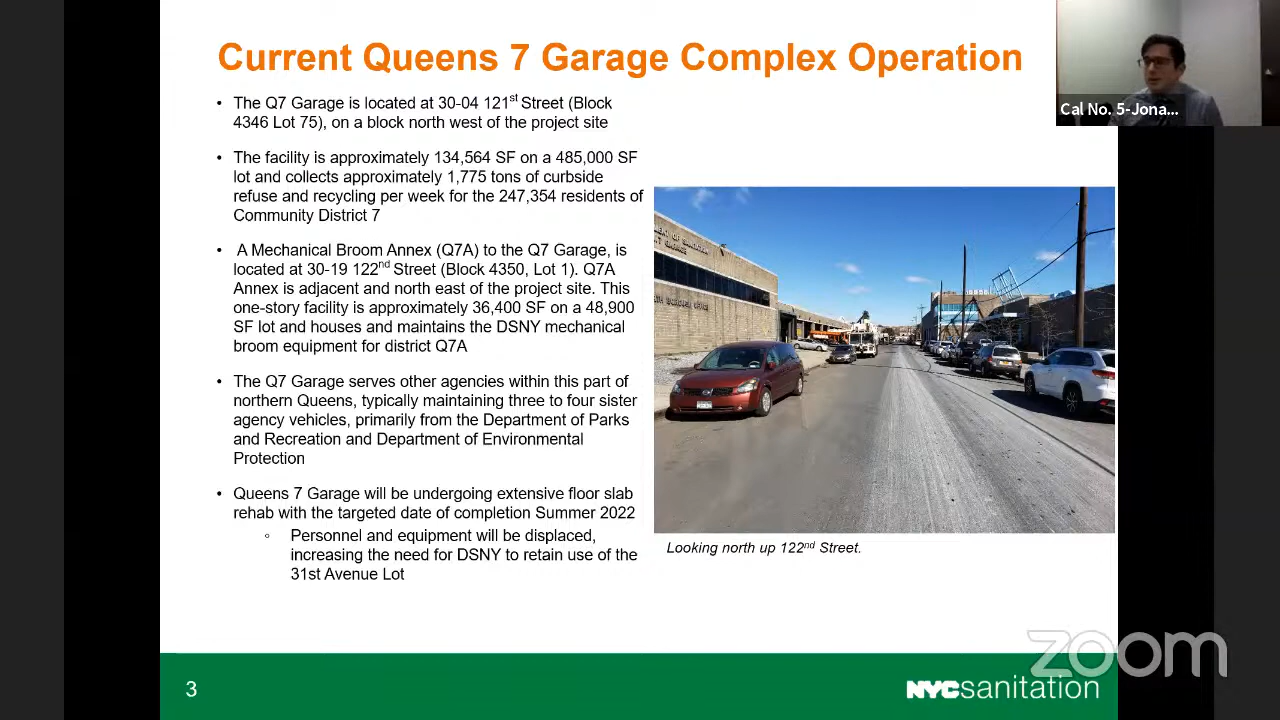 Current Queens 7 Garage Complex Operation
• The Q7 Garage is located at 30-04 121st Street (Block
4346 Lot 75), on a block north west of the project site
• The facility is approximately 134,564 SF on a 485,000 SF
lot and collects approximately 1,775 tons of curbside
refuse and recycling per week for the 247,354 residents of
Community District 7
• A Mechanical Broom Annex (Q7A) to the Q7 Garage, is
located at 30-19 122nd Street (Block 4350, Lot 1). Q7A
Annex is adjacent and north east of the project site. This
one-story facility is approximately 36,400 SF on a 48,900
SF lot and houses and maintains the DSNY mechanical
broom equipment for district Q7A
• The Q7 Garage serves other agencies within this part of
northern Queens, typically maintaining three to four sister
agency vehicles, primarily from the Department of Parks
and Recreation and Department of Environmental
Protection
• Queens 7 Garage will be undergoing extensive floor slab
rehab with the targeted date of completion Summer 2022
◦ Personnel and equipment will be displaced,
increasing the need for DSNY to retain use of the
31st Avenue Lot
Cal No. 5-Jona...
Looking north up 122nd Street.
zoom
3
NYCsanitation